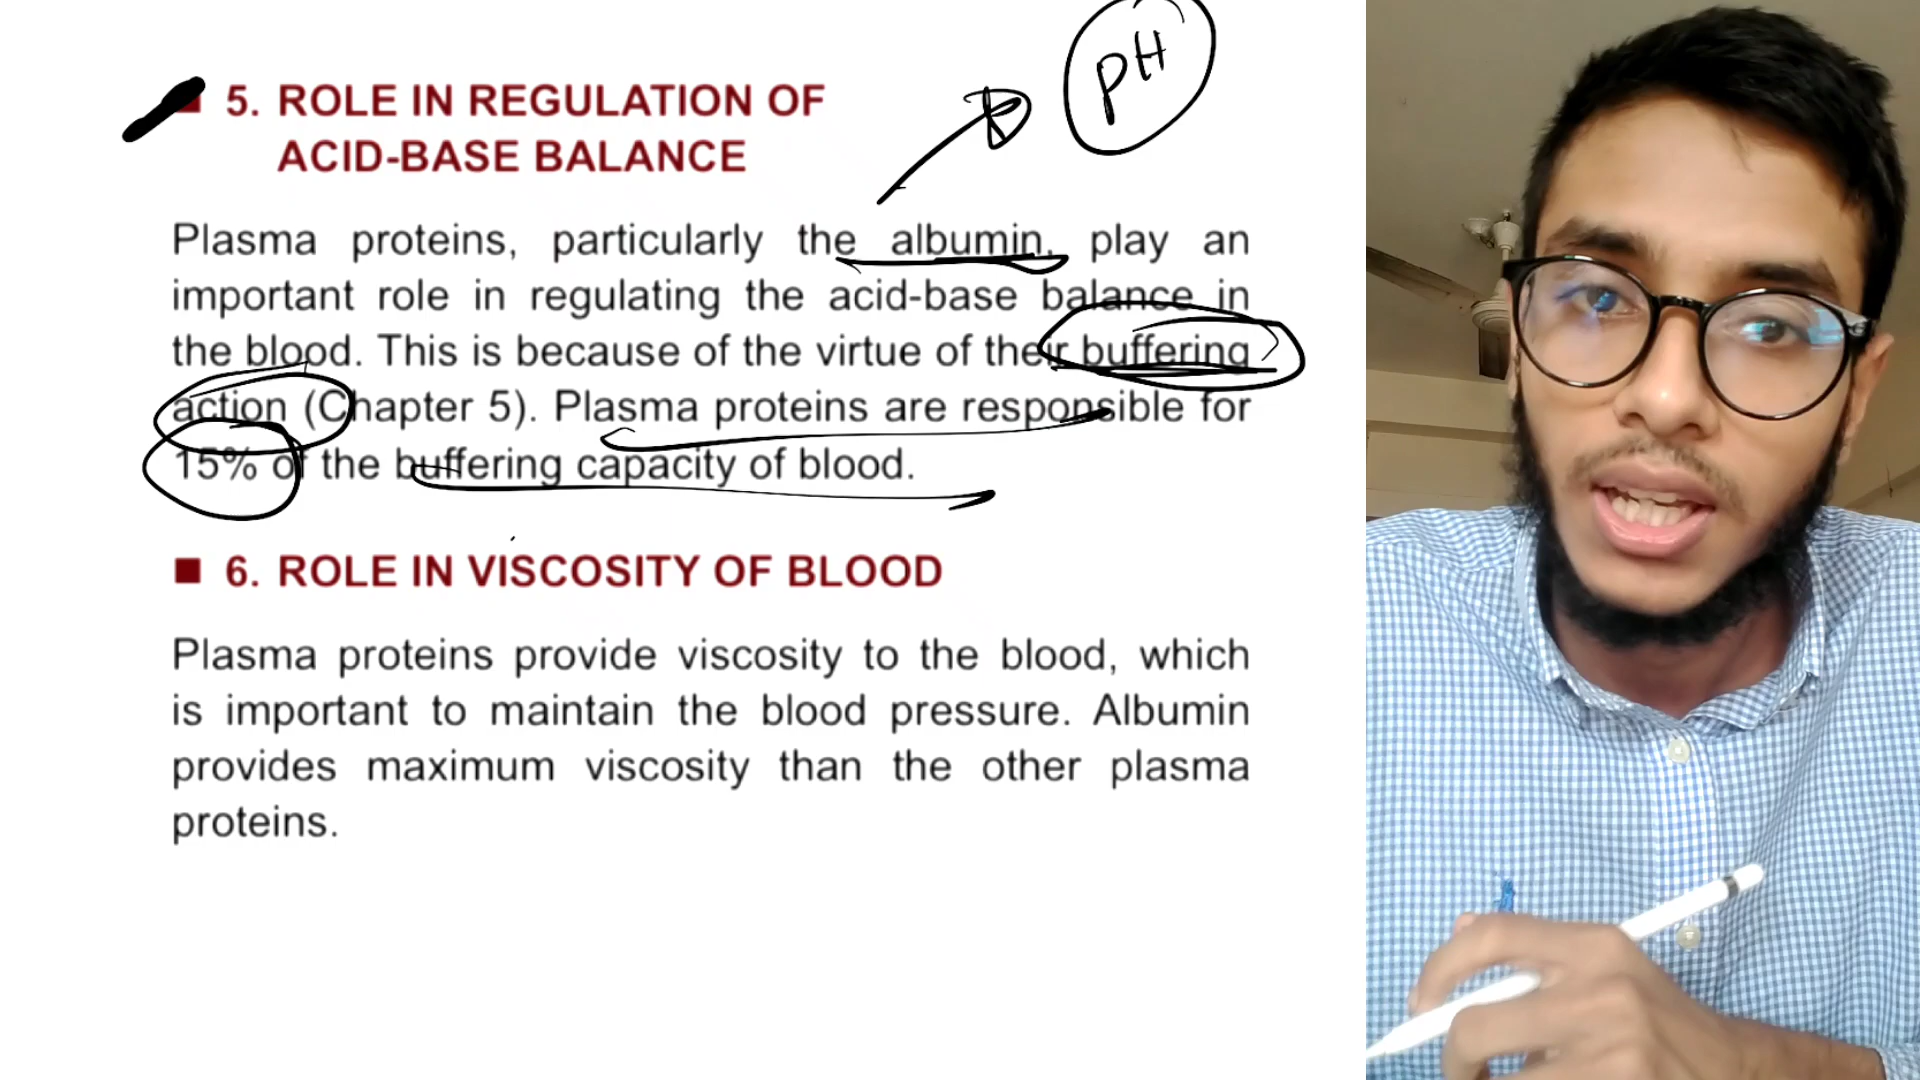 pH
5. ROLE IN REGULATION OF
ACID-BASE BALANCE
Plasma proteins, particularly the albumin, play an
important role in regulating the acid-base balance in
the blood. This is because of the virtue of their buffering
action (Chapter 5). Plasma proteins are responsible for
15% of the buffering capacity of blood.
6. ROLE IN VISCOSITY OF BLOOD
Plasma proteins provide viscosity to the blood, which
is important to maintain the blood pressure. Albumin
provides maximum viscosity than the other plasma
proteins.